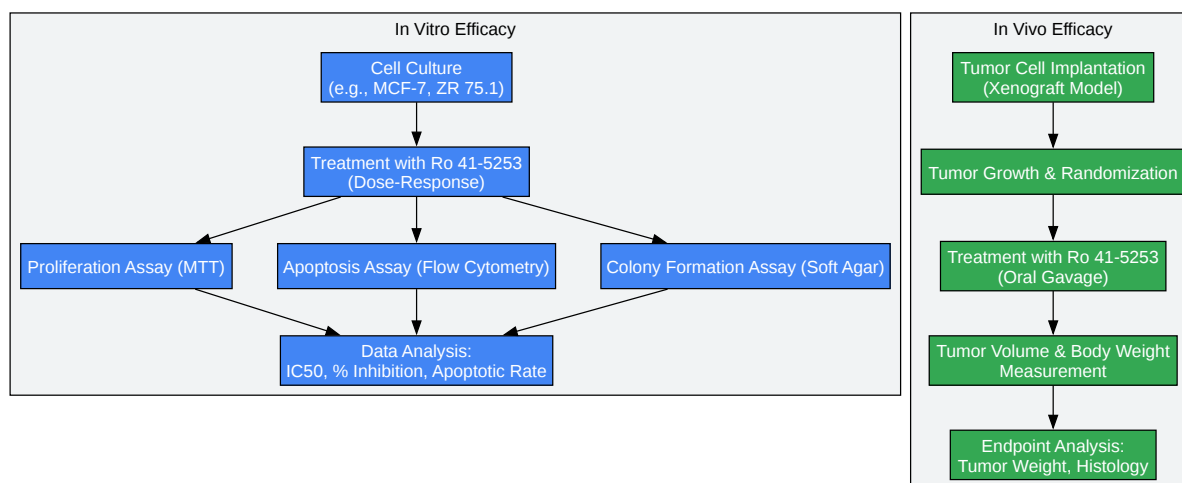 In Vitro Efficacy
Cell Culture
(e.g., MCF-7, ZR 75.1)
Treatment with Ro 41-5253
(Dose-Response)
Proliferation Assay (MTT)
Apoptosis Assay (Flow Cytometry)
Colony Formation Assay (Soft Agar)
Data Analysis:
IC50, % Inhibition, Apoptotic Rate
In Vivo Efficacy
Tumor Cell Implantation
(Xenograft Model)
Tumor Growth & Randomization
Treatment with Ro 41-5253
(Oral Gavage)
Tumor Volume & Body Weight
Measurement
Endpoint Analysis:
Tumor Weight, Histology